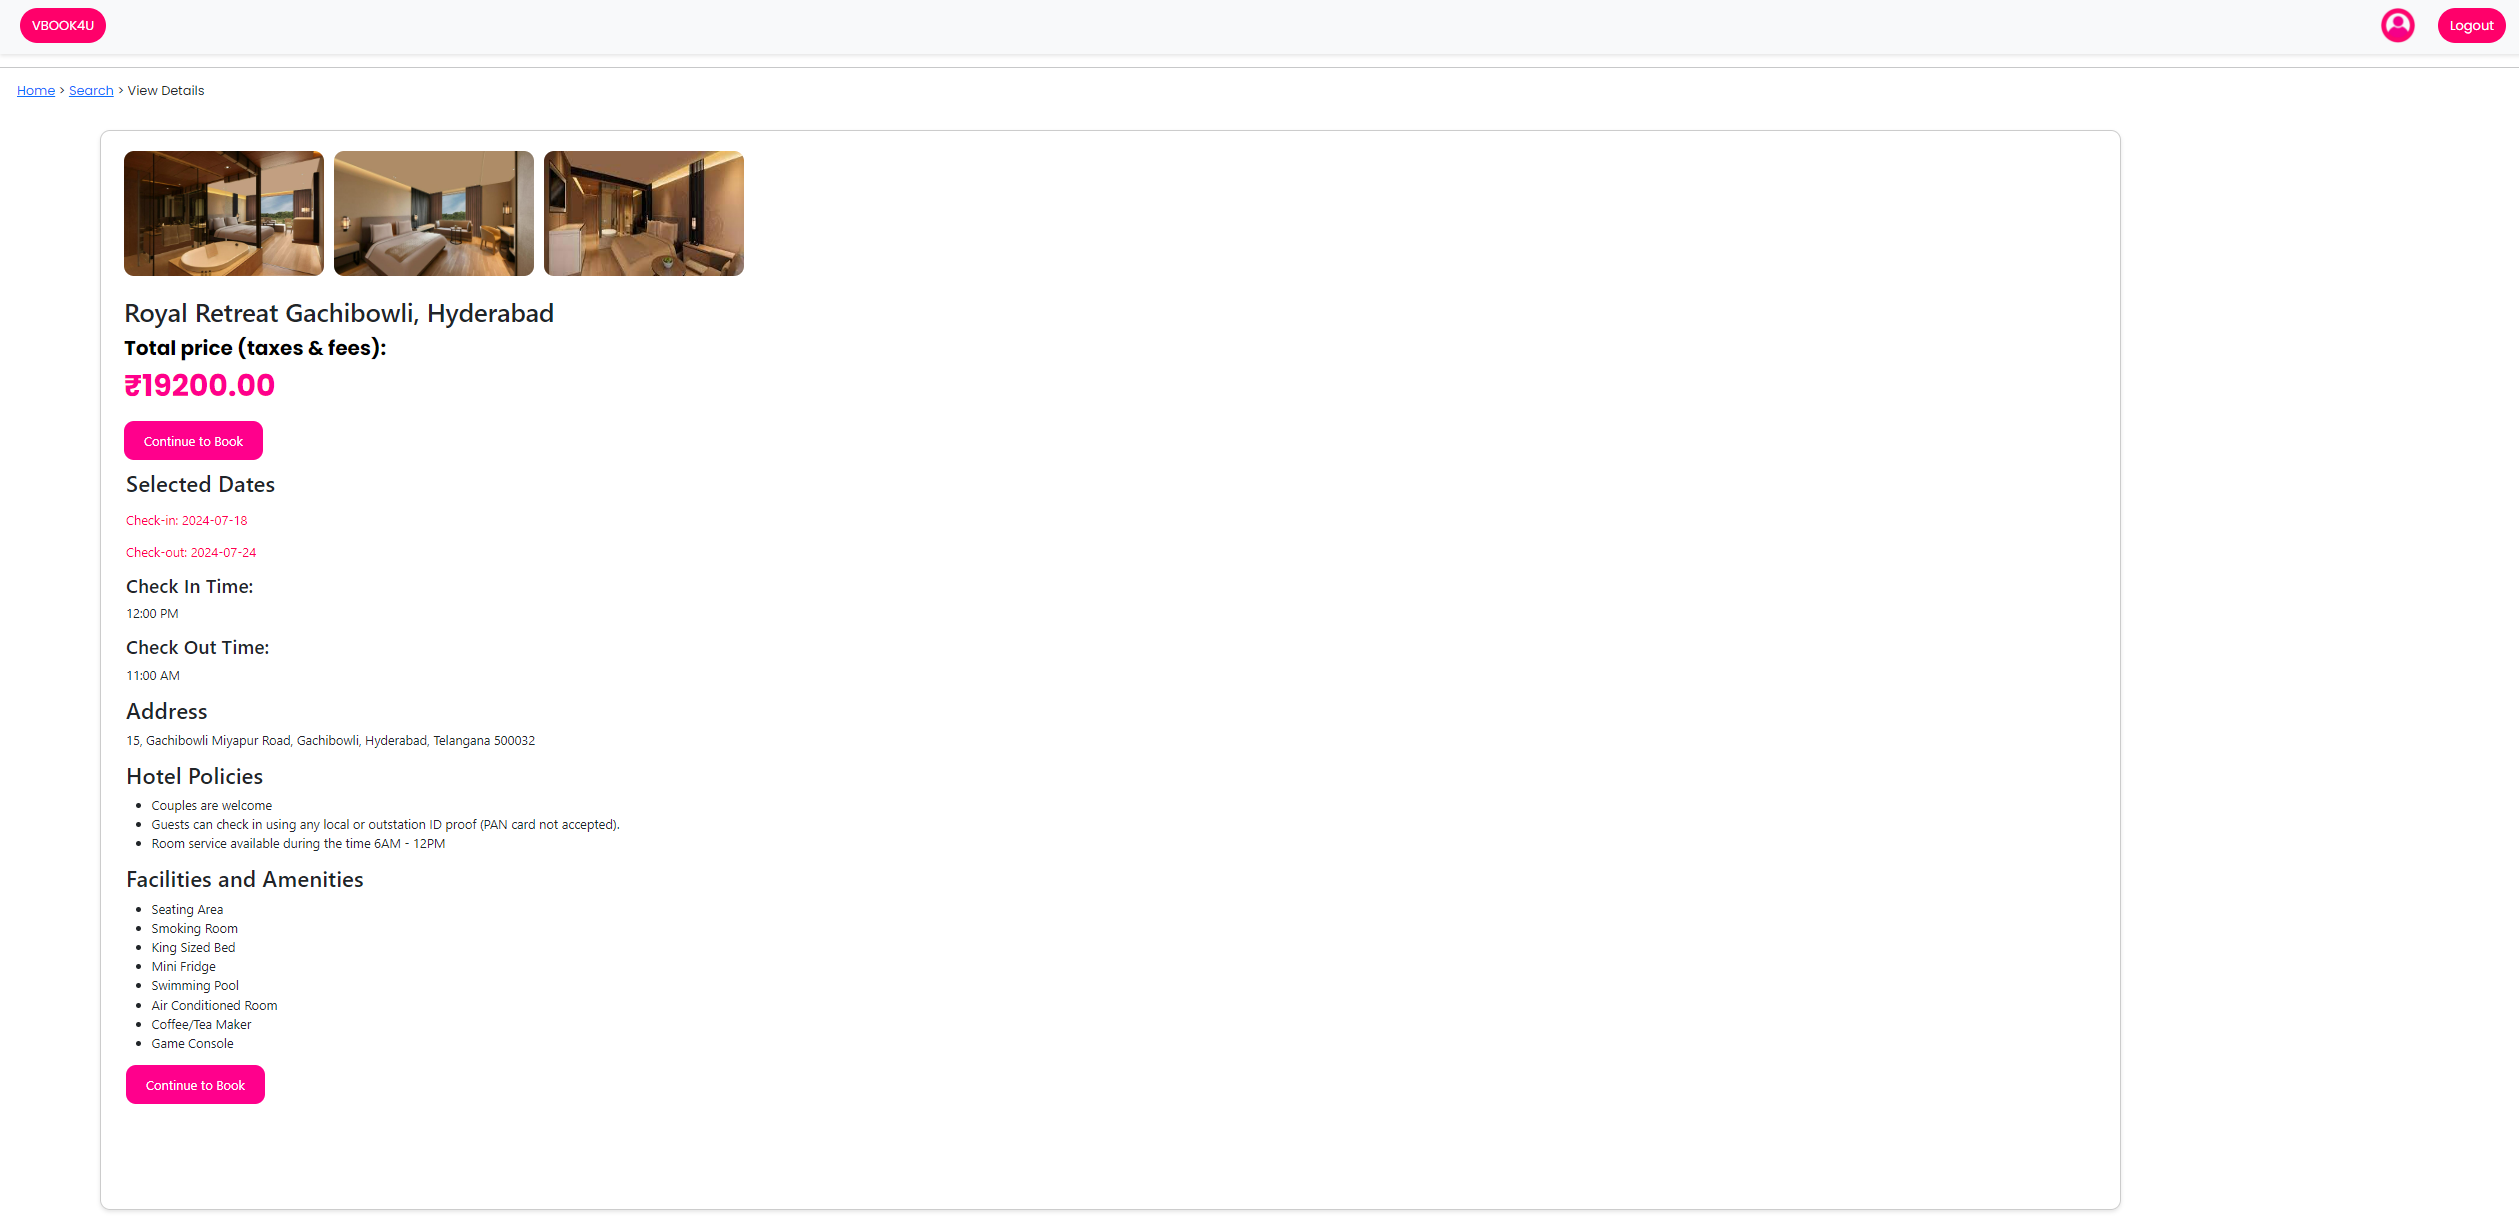 VBOOK4U
Logout
Home > Search > View Details
Royal Retreat Gachibowli, Hyderabad
Total price (taxes & fees):
₹19200.00
Continue to Book
Selected Dates
Check-in: 2024-07-18
Check-out: 2024-07-24
Check In Time:
12:00 PM
Check Out Time:
11:00 AM
Address
15, Gachibowli Miyapur Road, Gachibowli, Hyderabad, Telangana 500032
Hotel Policies
Couples are welcome
Guests can check in using any local or outstation ID proof (PAN card not accepted).
Room service available during the time 6AM - 12PM
Facilities and Amenities
Seating Area
Smoking Room
King Sized Bed
Mini Fridge
Swimming Pool
Air Conditioned Room
Coffee/Tea Maker
Game Console
Continue to Book